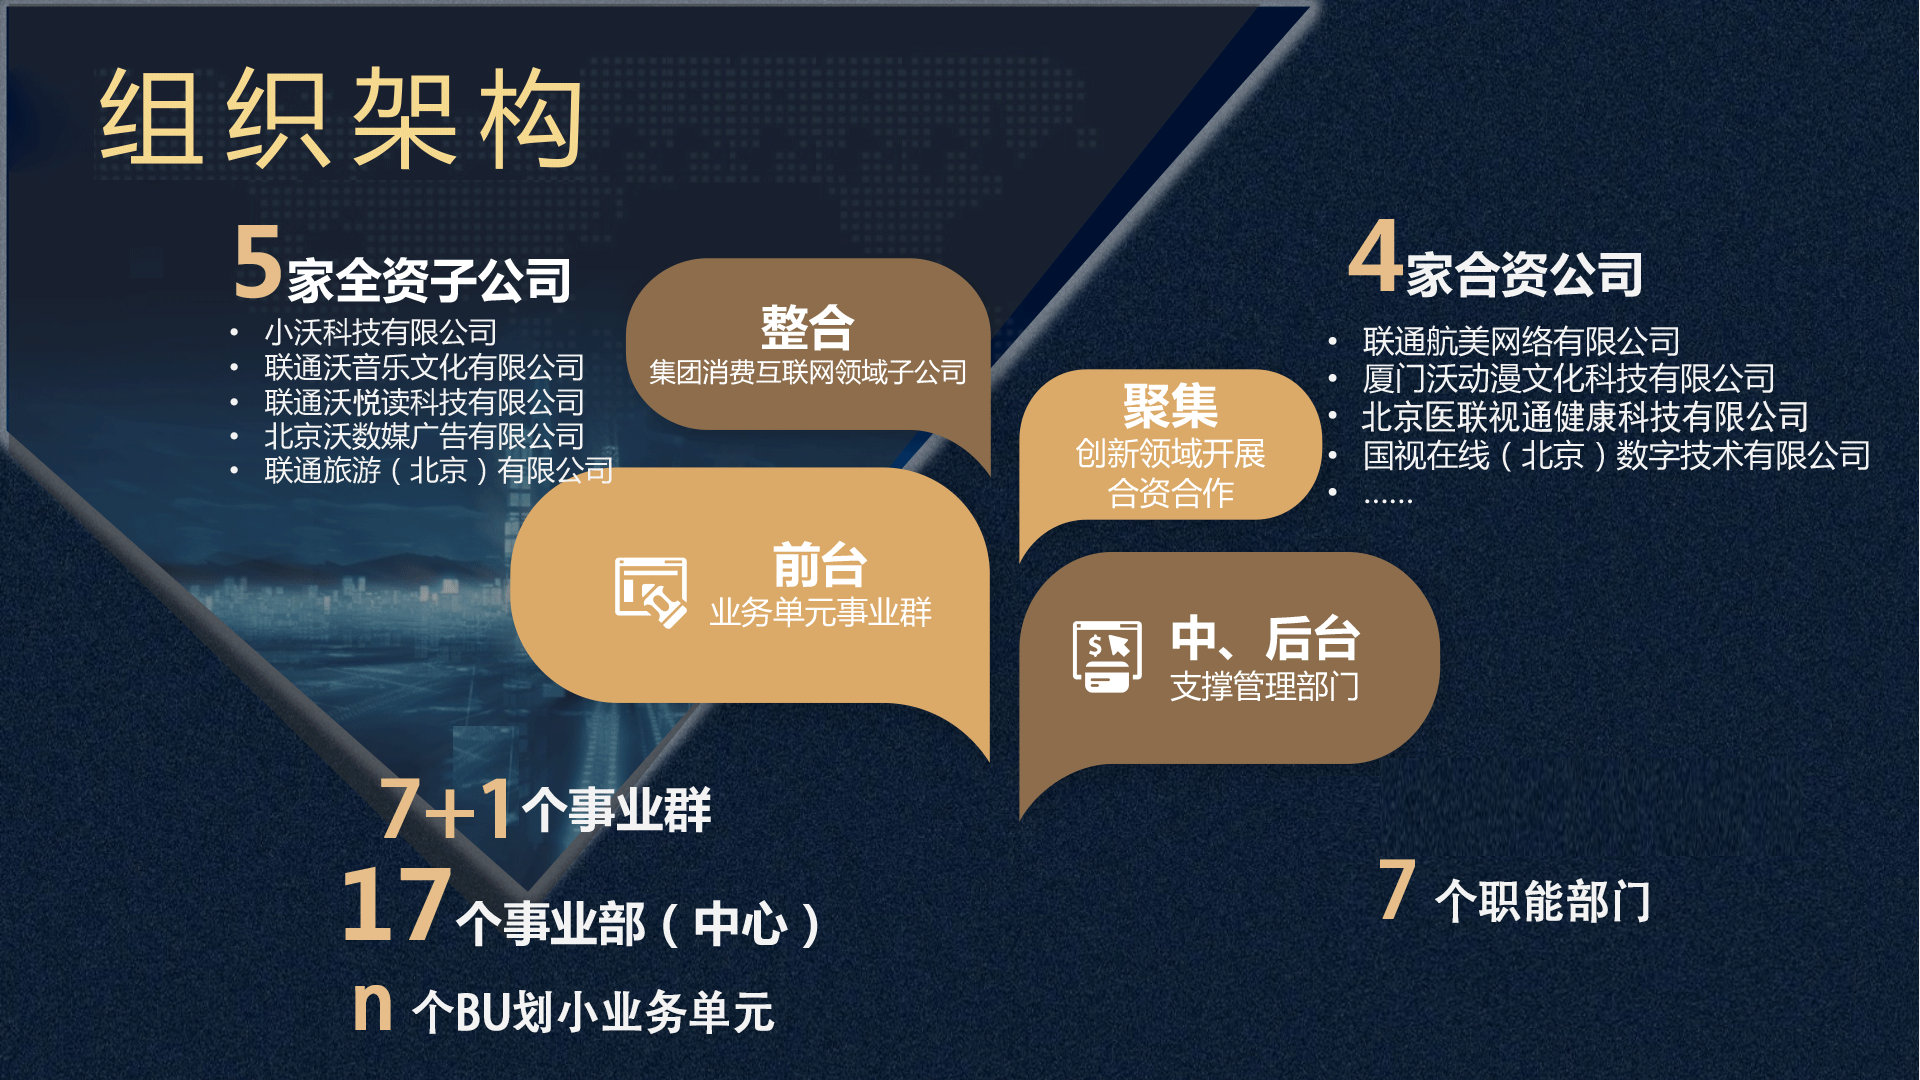 组织架构
5家全资子公司
• 小沃科技有限公司
• 联通沃音乐文化有限公司
• 联通沃悦读科技有限公司
• 北京沃数媒广告有限公司
• 联通旅游（北京）有限公司
整合
集团消费互联网领域子公司
4家合资公司
• 联通航美网络有限公司
• 厦门沃动漫文化科技有限公司
• 北京医联视通健康科技有限公司
• 国视在线（北京）数字技术有限公司
• ……
聚集
创新领域开展
合资合作
前台
业务单元事业群
$
中、后台
支撑管理部门
7+1个事业群
17个事业部（中心）
n 个BU划小业务单元
7 个职能部门